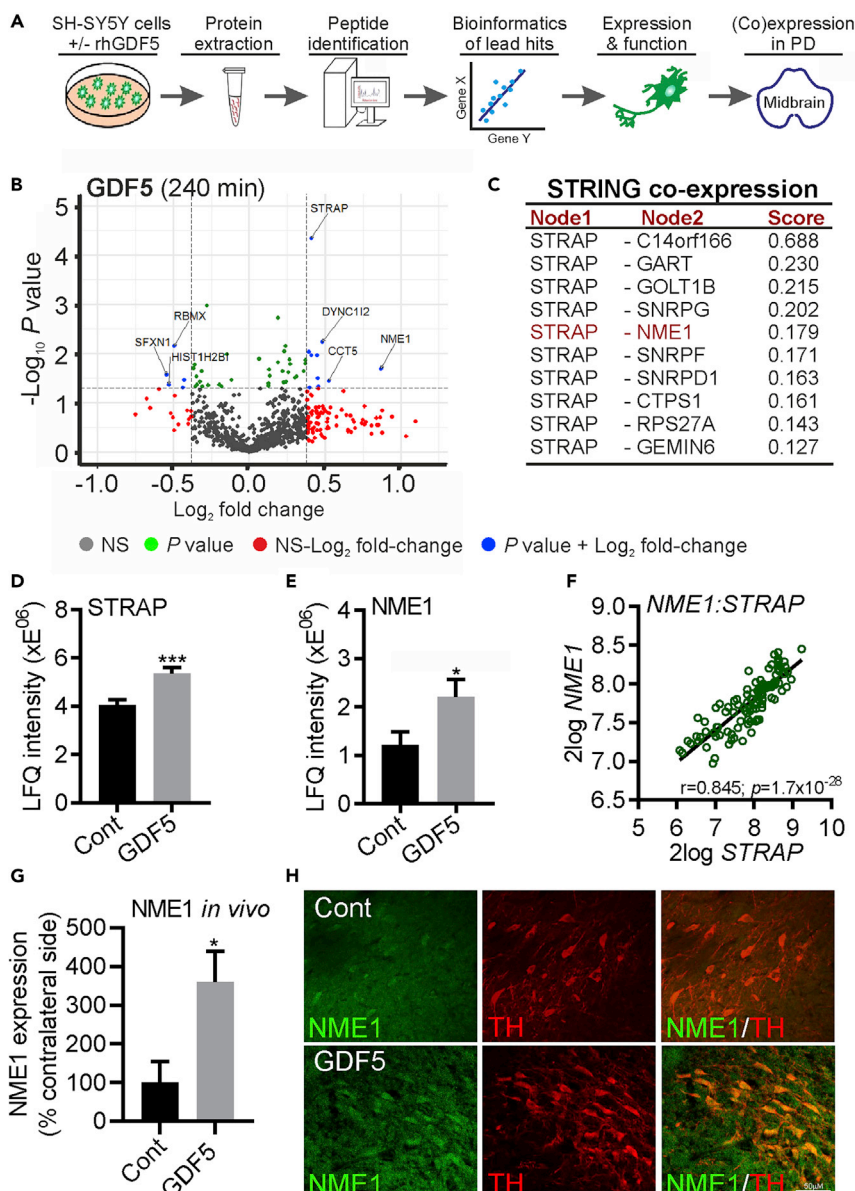 A
SH-SY5Y cells
+/- rhGDF5
Protein
extraction
Peptide
identification
Bioinformatics
of lead hits
Expression
& function
(Co)expression
in PD
Gene X
Gene Y
Midbrain
B
GDF5 (240 min)
5
4
3
2
1
0
-Log10 P value
STRAP
RBMX
DYNC1I2
SFXN1
HIST1H2BI
CCT5
NME1
-1.0
-0.5
0.0
0.5
1.0
Log2 fold change
NS
P value
NS-Log2 fold-change
P value + Log2 fold-change
C
STRING co-expression
Node1 Node2 Score
STRAP - C14orf166 0.688
STRAP - GART 0.230
STRAP - GOLT1B 0.215
STRAP - SNRPG 0.202
STRAP - NME1 0.179
STRAP - SNRPF 0.171
STRAP - SNRPD1 0.163
STRAP - CTPS1 0.161
STRAP - RPS27A 0.143
STRAP - GEMIN6 0.127
D
STRAP
8
6
4
2
0
LFQ intensity (xE06)
***
Cont
GDF5
E
NME1
4
3
2
1
0
LFQ intensity (xE06)
*
Cont
GDF5
F
NME1:STRAP
9.0
8.5
8.0
7.5
7.0
6.5
2log NME1
r=0.845; p=1.7x10-28
5 6 7 8 9 10
2log STRAP
G
NME1 in vivo
500
400
300
200
100
0
NME1 expression
(% contralateral side)
*
Cont
GDF5
H
Cont
NME1
TH
NME1/TH
GDF5
NME1
TH
NME1/TH
50µM